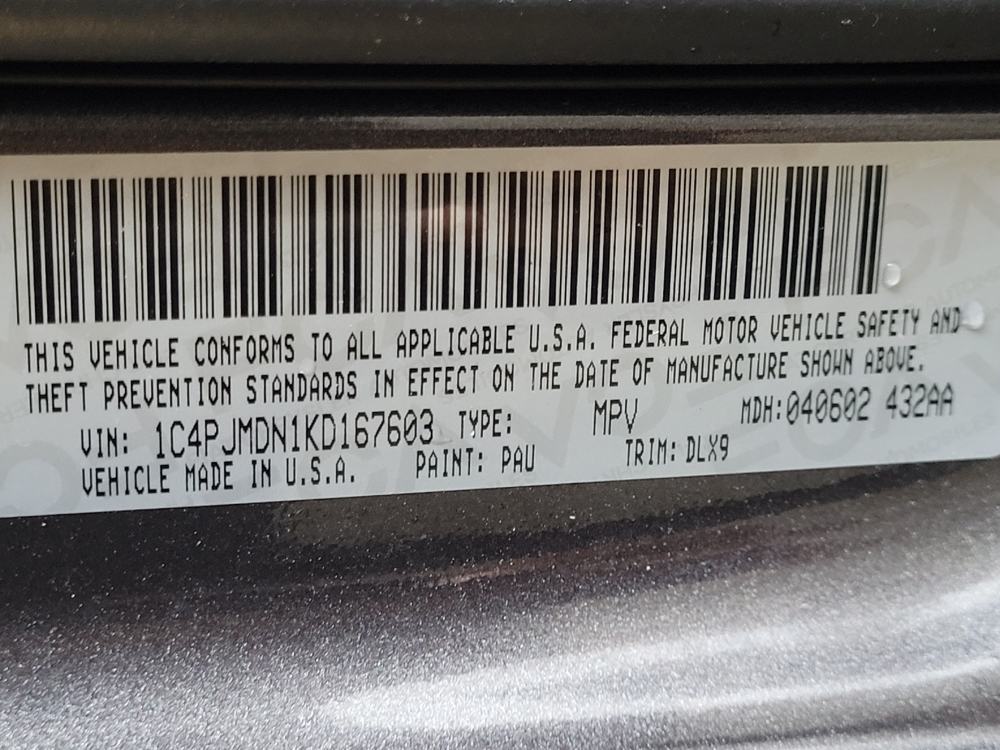 THIS VEHICLE CONFORMS TO ALL APPLICABLE U.S.A. FEDERAL MOTOR VEHICLE SAFETY AND
THEFT PREVENTION STANDARDS IN EFFECT ON THE DATE OF MANUFACTURE SHOWN ABOVE.
VIN: 1C4PJMDN1KD167603 TYPE: MPV MDH:040602 432AA
VEHICLE MADE IN U.S.A. PAINT: PAU TRIM: DLX9